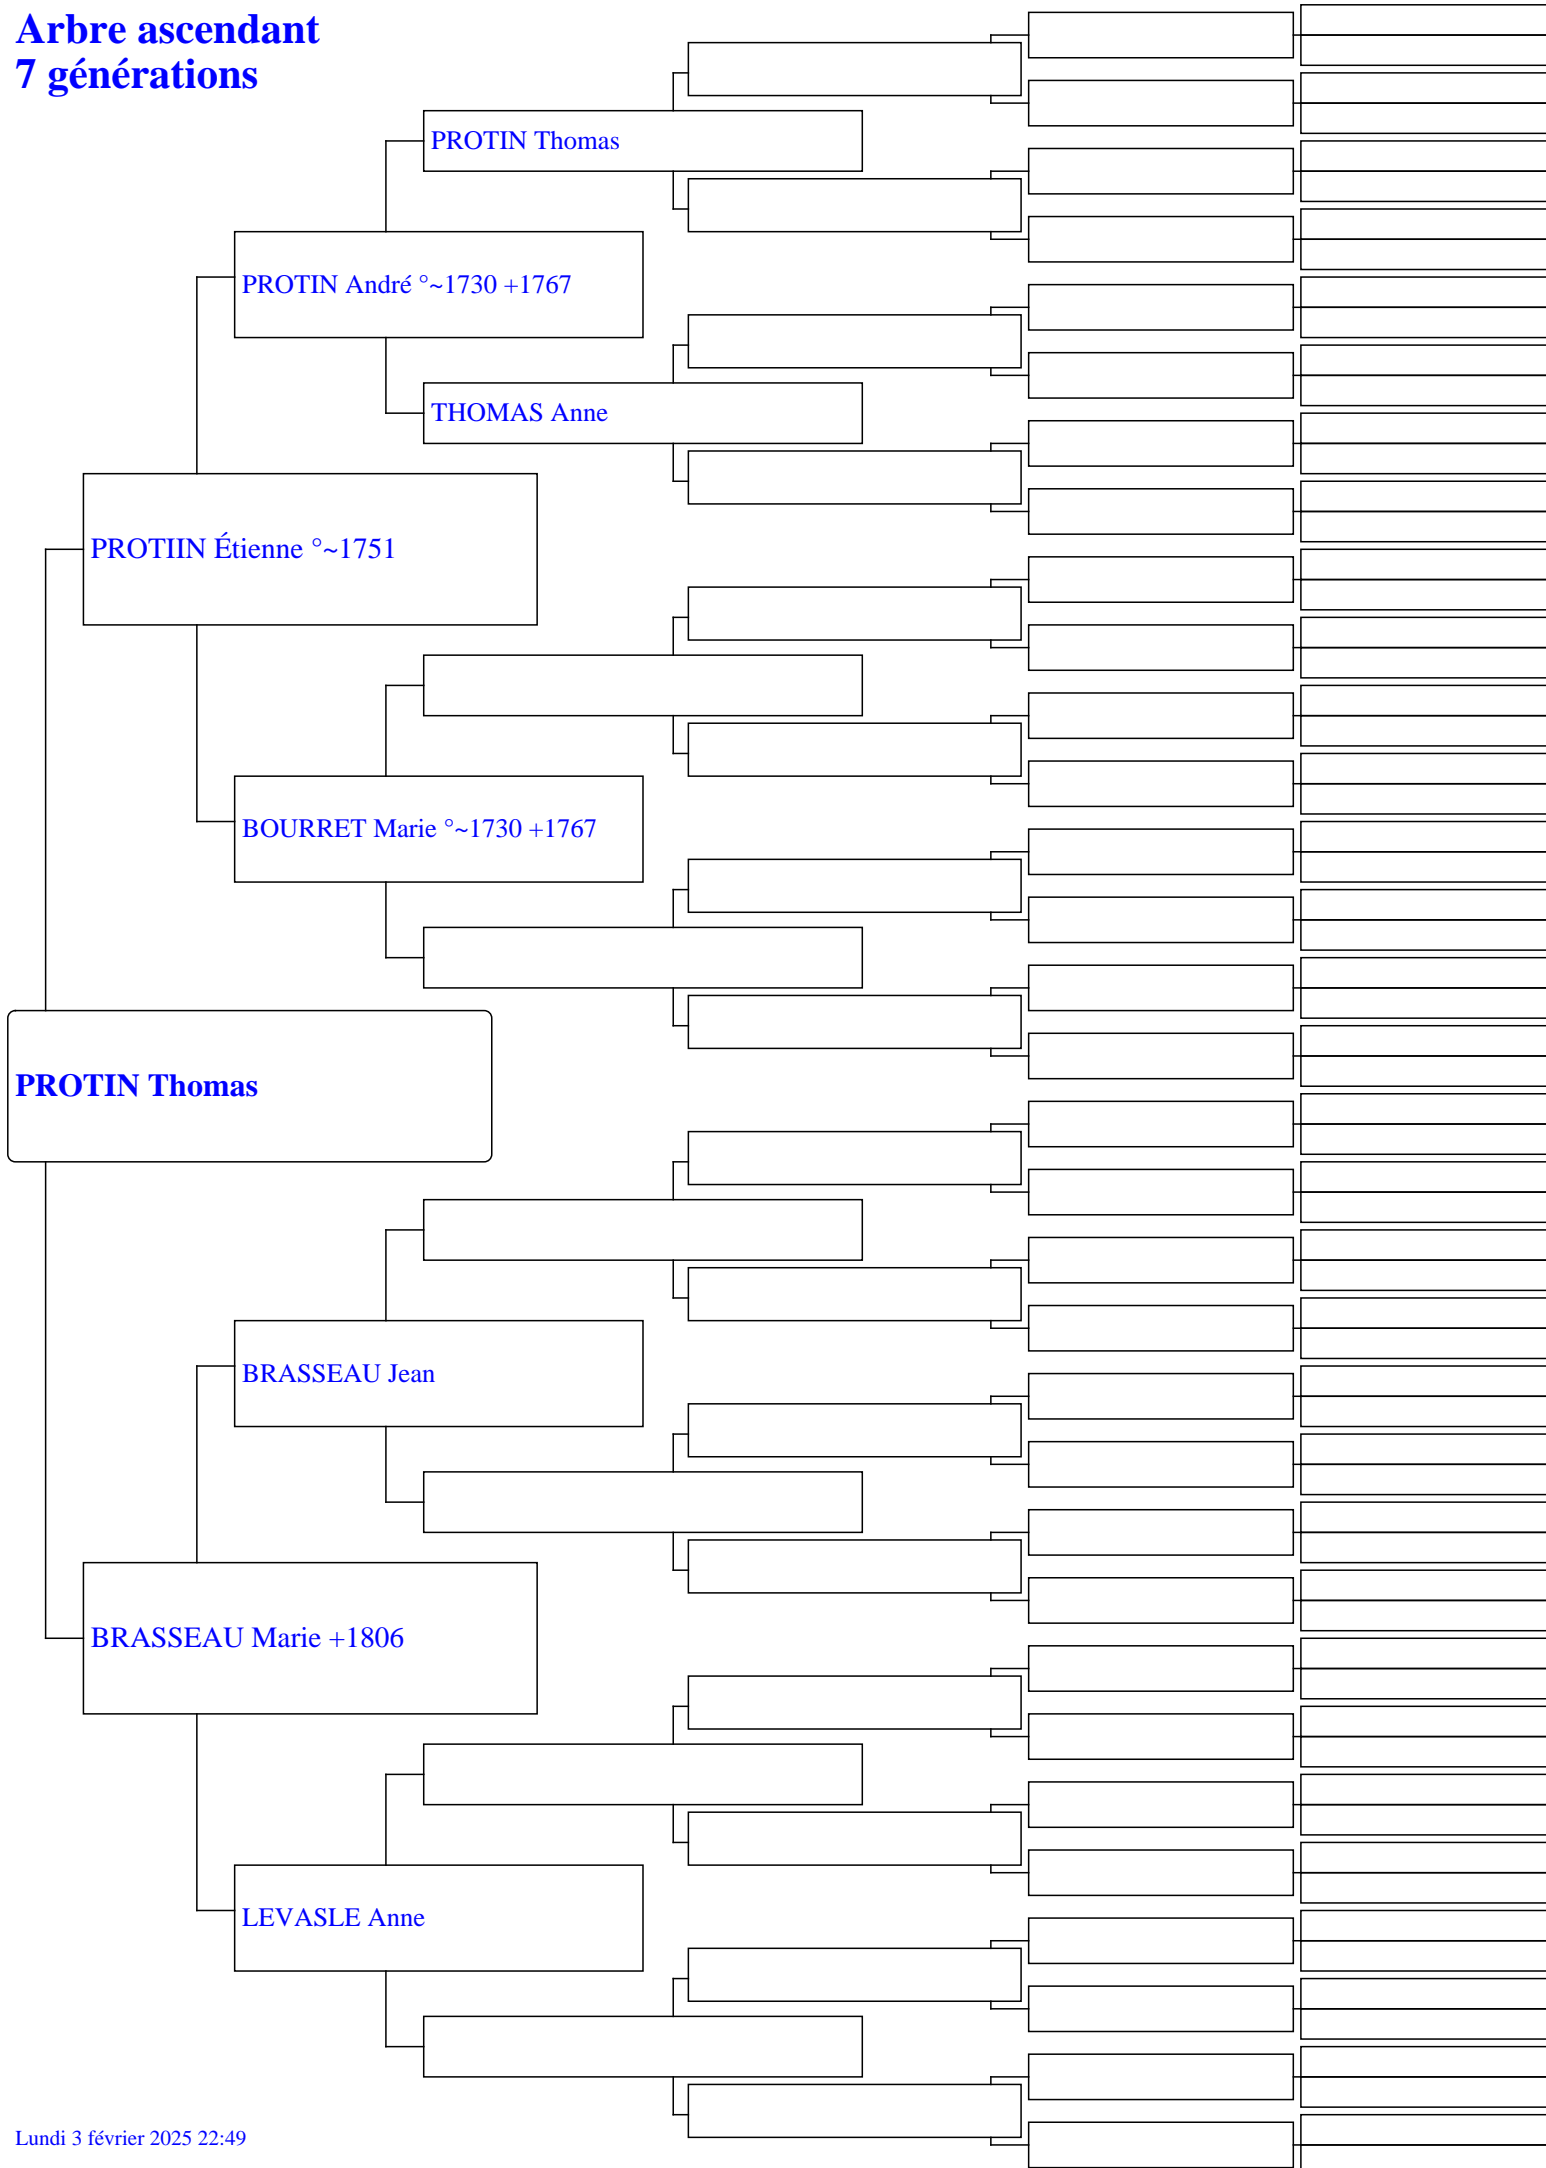 Arbre ascendant
7 générations
PROTIN Thomas
PROTIN André °~1730 +1767
THOMAS Anne
PROTIIN Étienne °~1751
BOURRET Marie °~1730 +1767
PROTIN Thomas
BRASSEAU Jean
BRASSEAU Marie +1806
LEVASLE Anne
Lundi 3 février 2025 22:49